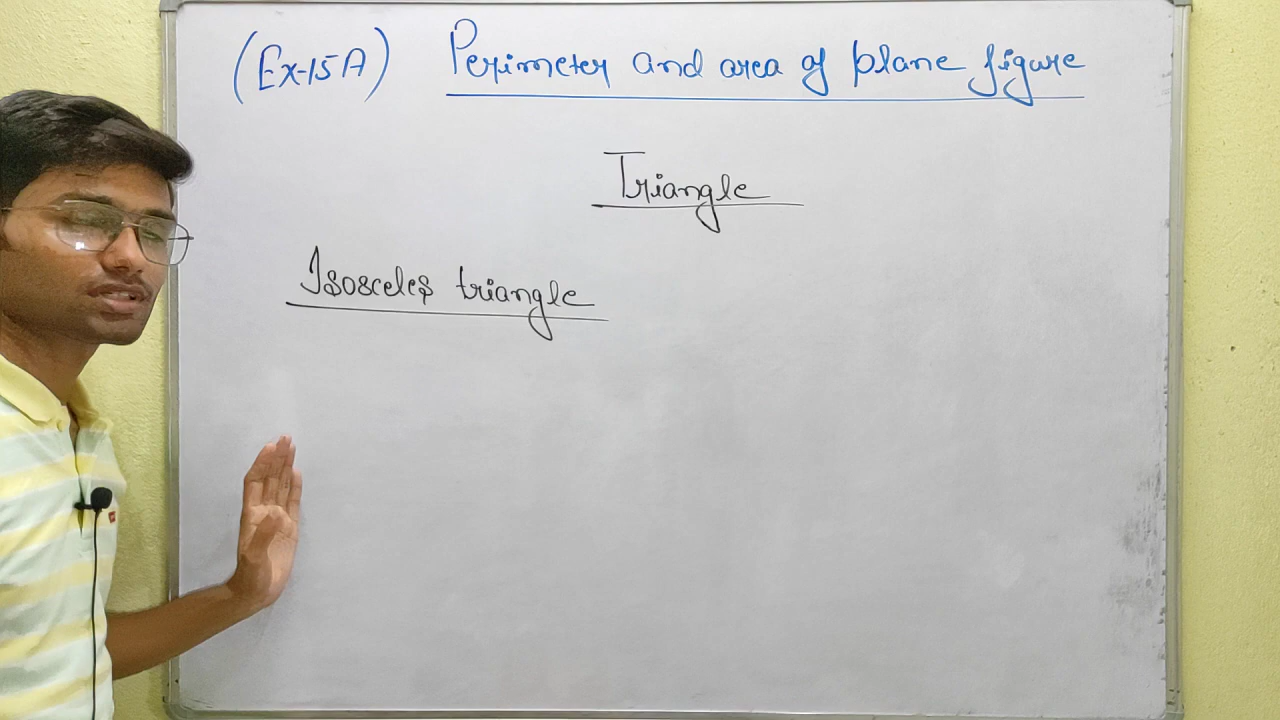 (Ex-15A) Perimeter and area of plane figure
Triangle
Isosceles triangle